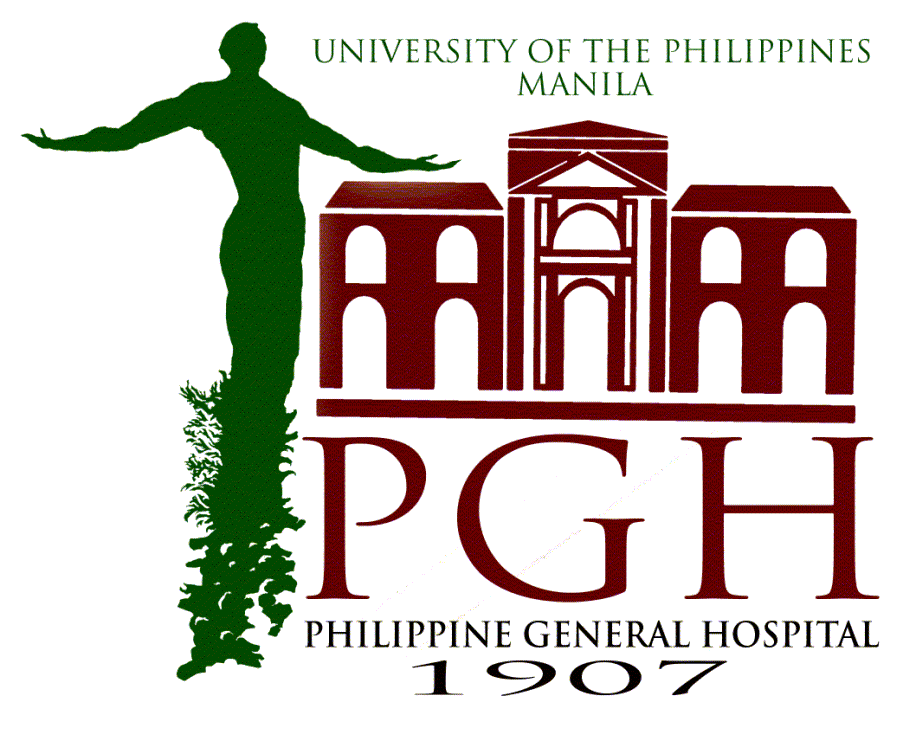 UNIVERSITY OF THE PHILIPPINES
MANILA
PGH
PHILIPPINE GENERAL HOSPITAL
1907